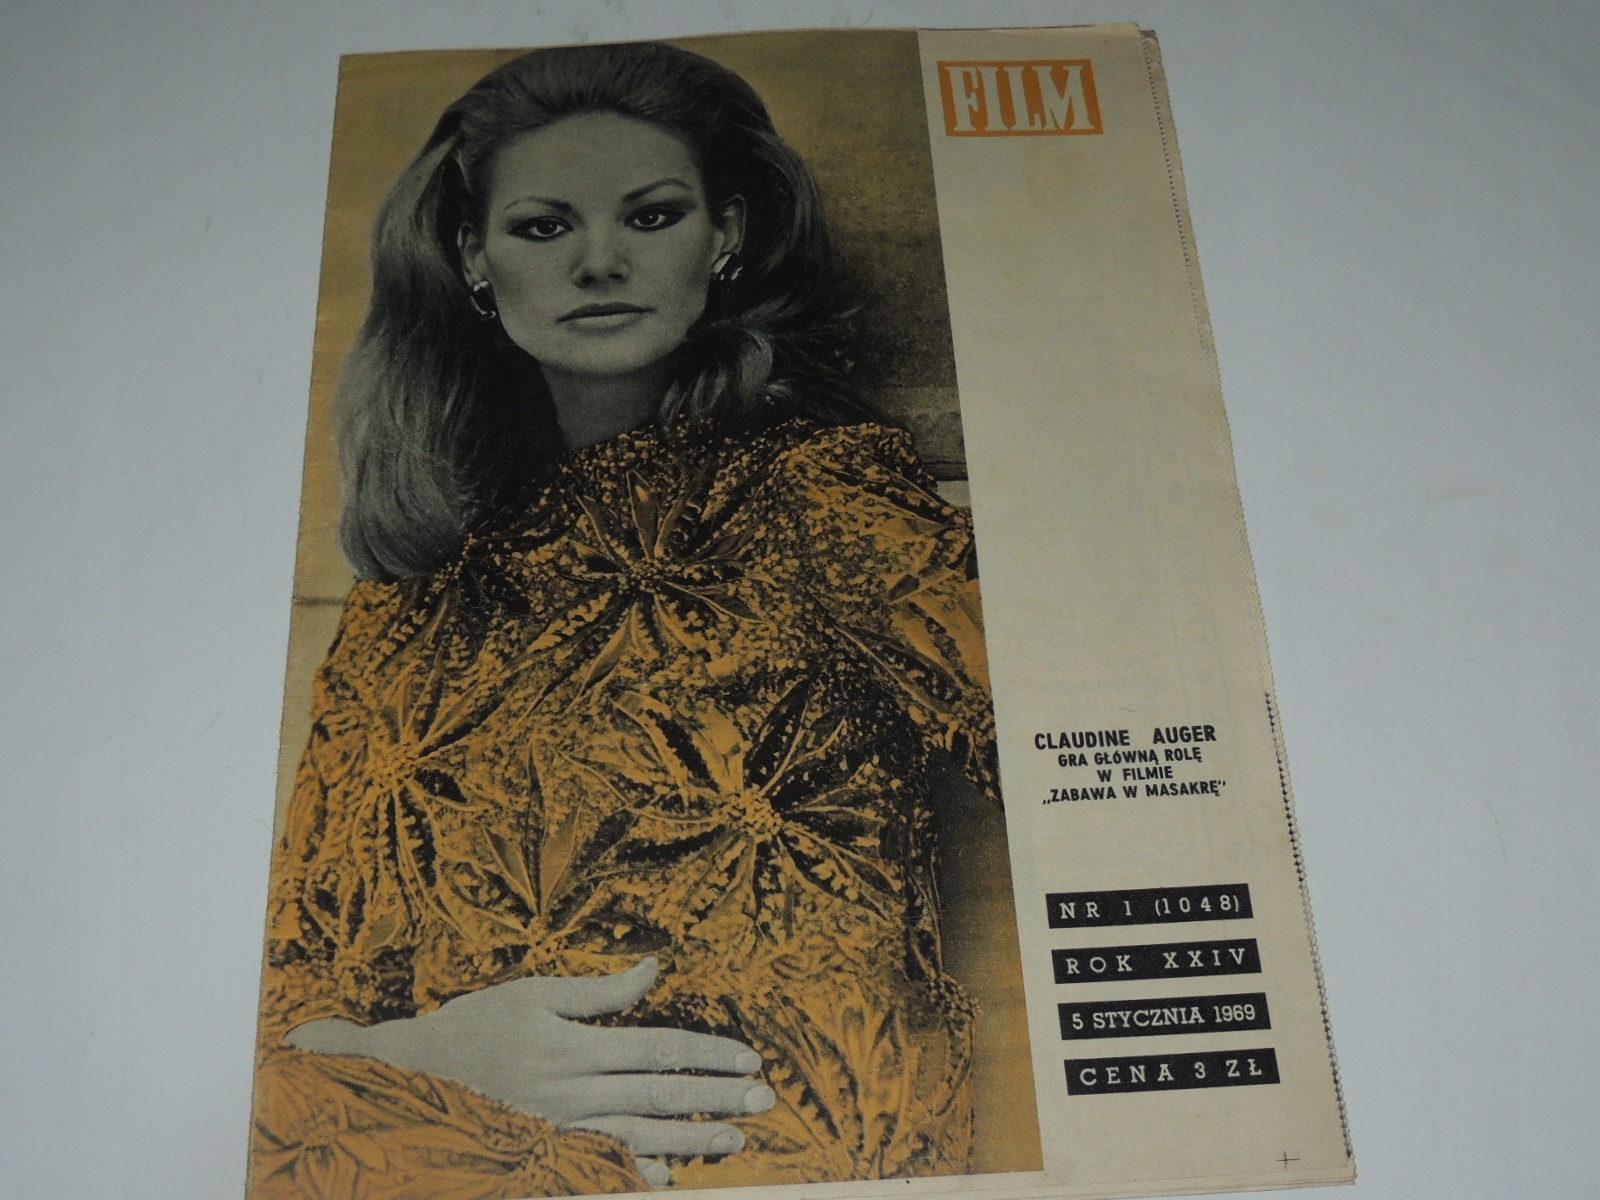 FILM
CLAUDINE AUGER
GRA GŁÓWNĄ ROLĘ
W FILMIE
„ZABAWA W MASAKRĘ"
NR 1 (1048)
ROK XXIV
5 STYCZNIA 1969
CENA 3 ZŁ